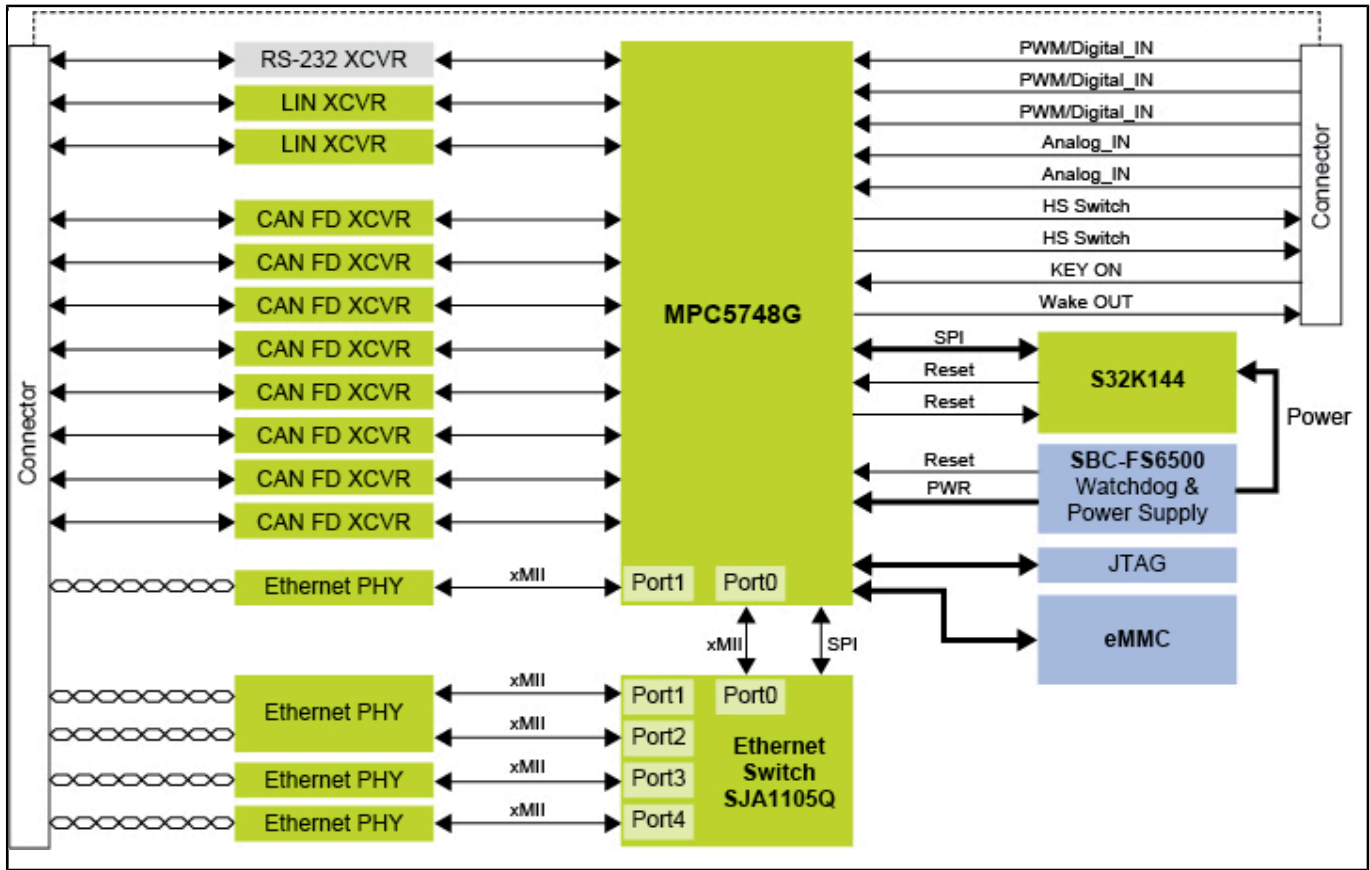 RS-232 XCVR
LIN XCVR
LIN XCVR
CAN FD XCVR
CAN FD XCVR
CAN FD XCVR
CAN FD XCVR
CAN FD XCVR
CAN FD XCVR
CAN FD XCVR
CAN FD XCVR
Connector
Ethernet PHY
xMII
Ethernet PHY
xMII
xMII
Ethernet PHY
xMII
Ethernet PHY
xMII
MPC5748G
Port1
Port0
xMII
SPI
Port1
Port0
Port2
Port3
Port4
Ethernet
Switch
SJA1105Q
PWM/Digital_IN
PWM/Digital_IN
PWM/Digital_IN
Analog_IN
Analog_IN
HS Switch
HS Switch
KEY ON
Wake OUT
Connector
SPI
Reset
Reset
S32K144
Power
Reset
PWR
SBC-FS6500
Watchdog &
Power Supply
JTAG
eMMC